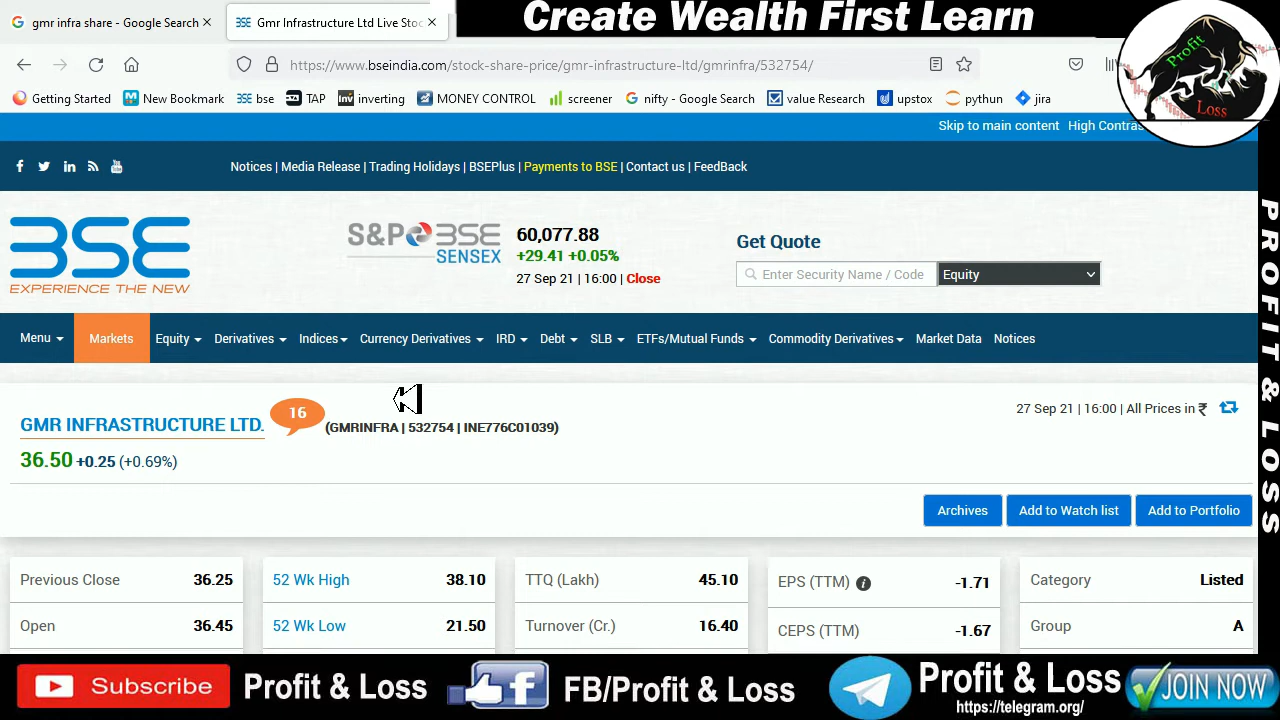 gmr infra share - Google Search
Gmr Infrastructure Ltd Live Stoc
Create Wealth First Learn
Profit
Loss
https://www.bseindia.com/stock-share-price/gmr-infrastructure-ltd/gmrinfra/532754/
Getting Started
New Bookmark
bse
TAP
inverting
MONEY CONTROL
screener
nifty - Google Search
value Research
upstox
pythun
jira
Skip to main content
High Contras
Notices | Media Release | Trading Holidays | BSEPlus | Payments to BSE | Contact us | FeedBack
BSE
EXPERIENCE THE NEW
S&P BSE
SENSEX
60,077.88
+29.41 +0.05%
27 Sep 21 | 16:00 | Close
Get Quote
Enter Security Name / Code
Equity
Menu
Markets
Equity
Derivatives
Indices
Currency Derivatives
IRD
Debt
SLB
ETFs/Mutual Funds
Commodity Derivatives
Market Data
Notices
GMR INFRASTRUCTURE LTD.
16
(GMRINFRA | 532754 | INE776C01039)
27 Sep 21 | 16:00 | All Prices in ₹
36.50 +0.25 (+0.69%)
Archives
Add to Watch list
Add to Portfolio
Previous Close 36.25
52 Wk High 38.10
TTQ (Lakh) 45.10
EPS (TTM) -1.71
Category Listed
Open 36.45
52 Wk Low 21.50
Turnover (Cr.) 16.40
CEPS (TTM) -1.67
Group A
PROFIT & LOSS
Subscribe
Profit & Loss
FB/Profit & Loss
Profit & Loss
https://telegram.org/
JOIN NOW